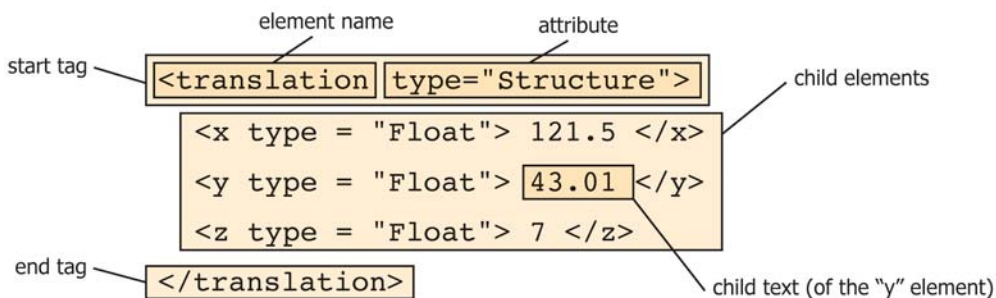 element name
attribute
start tag
<translation type="Structure">
child elements
<x type = "Float"> 121.5 </x>
<y type = "Float"> 43.01 </y>
<z type = "Float"> 7 </z>
end tag
</translation>
child text (of the “y” element)